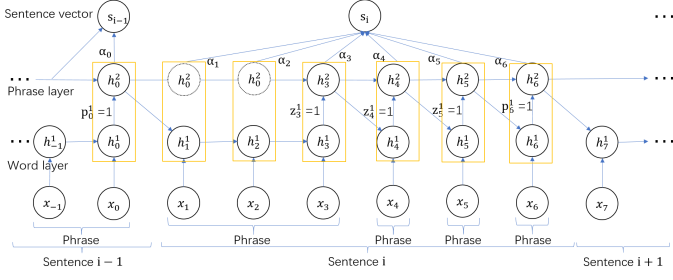 Sentence vector s_{i−1} s_i ...
α_0 α_1 α_2 α_3 α_4 α_5 α_6
... h_0^2 h_0^2 h_0^2 h_3^2 h_4^2 h_5^2 h_6^2 ...
Phrase layer
p_0^1 =1 z_3^1 =1 z_4^1 =1 z_5^1 =1 p_6^1 =1
... h_{−1}^1 h_0^1 h_1^1 h_2^1 h_3^1 h_4^1 h_5^1 h_6^1 h_7^1 ...
Word layer
x_{−1} x_0 x_1 x_2 x_3 x_4 x_5 x_6 x_7
Phrase Phrase Phrase Phrase Phrase
Sentence i − 1 Sentence i Sentence i + 1